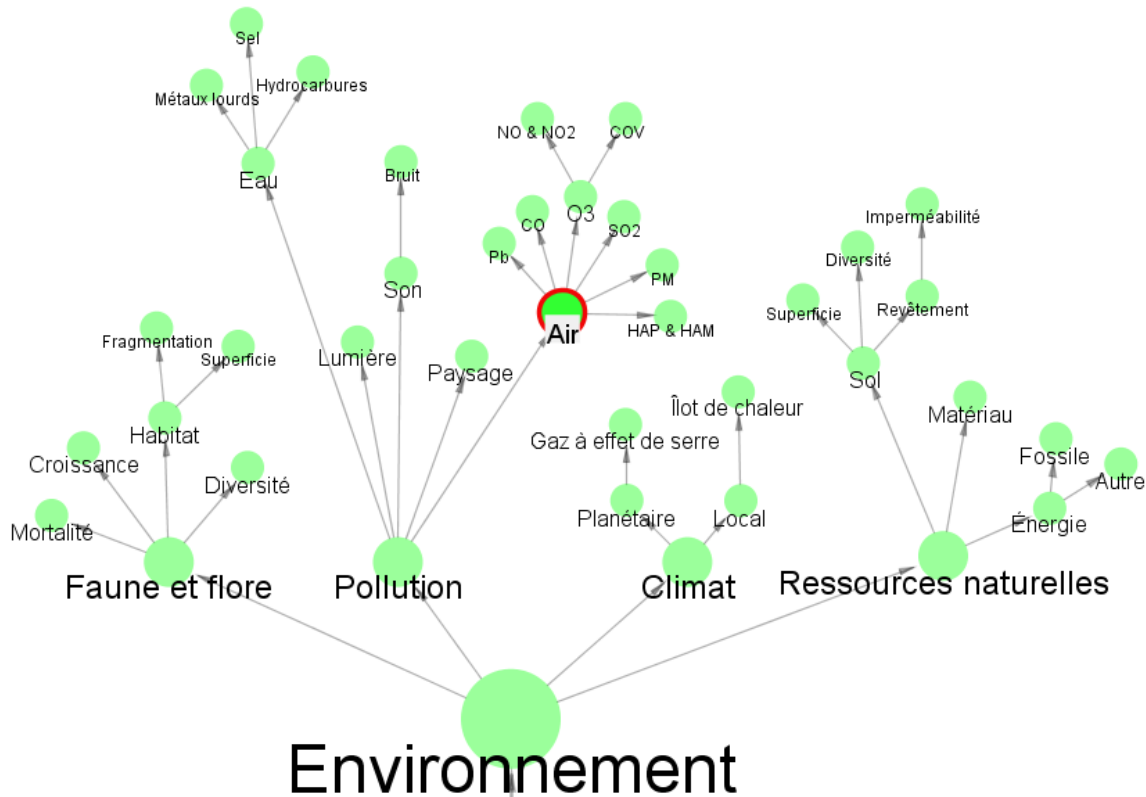 Sel
Métaux lourds
Hydrocarbures
NO & NO2
COV
Eau
Bruit
Imperméabilité
CO
O3
SO2
Pb
Diversité
PM
Son
Superficie
Revêtement
Air
HAP & HAM
Fragmentation
Superficie
Lumière
Paysage
Sol
Îlot de chaleur
Matériau
Habitat
Gaz à effet de serre
Croissance
Fossile
Diversité
Autre
Mortalité
Planétaire
Local
Énergie
Faune et flore
Pollution
Climat
Ressources naturelles
Environnement